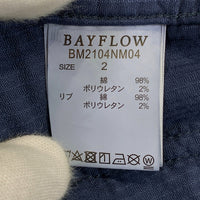 BAYFLOW
BM2104NM04
SIZE
2
綿 98%
ポリウレタン 2%
リブ 綿 98%
ポリウレタン 2%